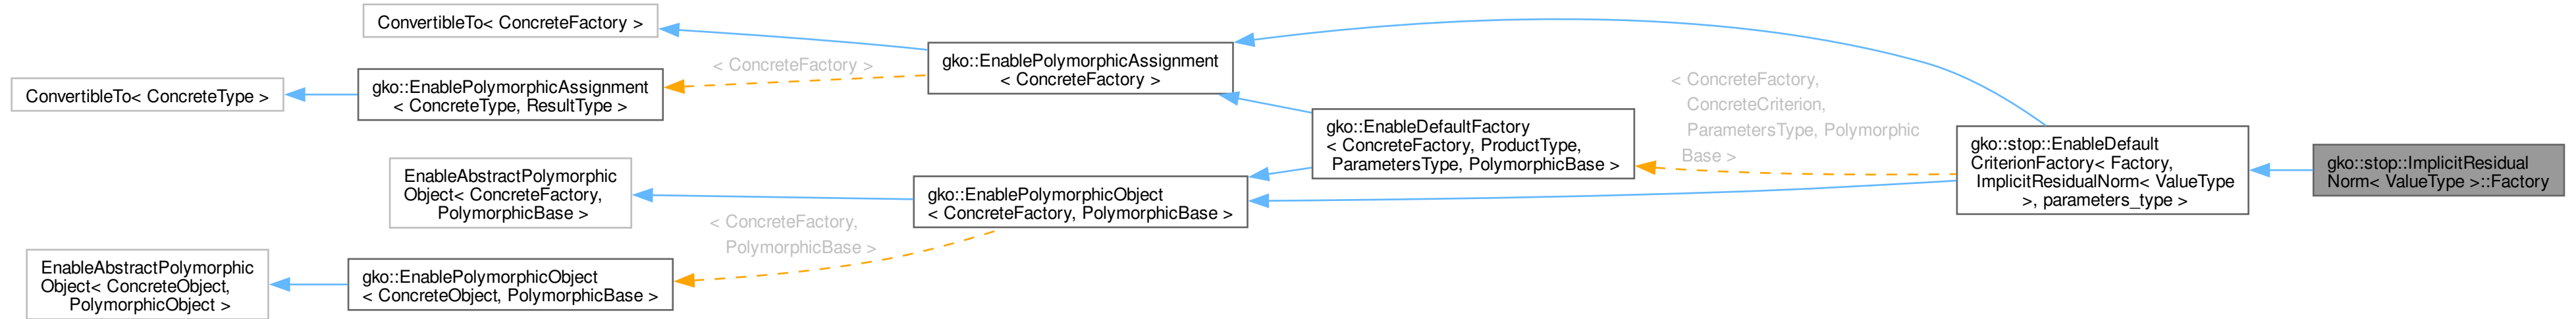 ConvertibleTo< ConcreteFactory >
ConvertibleTo< ConcreteType >
gko::EnablePolymorphicAssignment
< ConcreteType, ResultType >
< ConcreteFactory >
gko::EnablePolymorphicAssignment
< ConcreteFactory >
EnableAbstractPolymorphic
Object< ConcreteFactory,
PolymorphicBase >
EnableAbstractPolymorphic
Object< ConcreteObject,
PolymorphicObject >
gko::EnablePolymorphicObject
< ConcreteObject, PolymorphicBase >
< ConcreteFactory,
PolymorphicBase >
gko::EnablePolymorphicObject
< ConcreteFactory, PolymorphicBase >
gko::EnableDefaultFactory
< ConcreteFactory, ProductType,
ParametersType, PolymorphicBase >
< ConcreteFactory,
ConcreteCriterion,
ParametersType, Polymorphic
Base >
gko::stop::EnableDefault
CriterionFactory< Factory,
ImplicitResidualNorm< ValueType
>, parameters_type >
gko::stop::ImplicitResidual
Norm< ValueType >::Factory